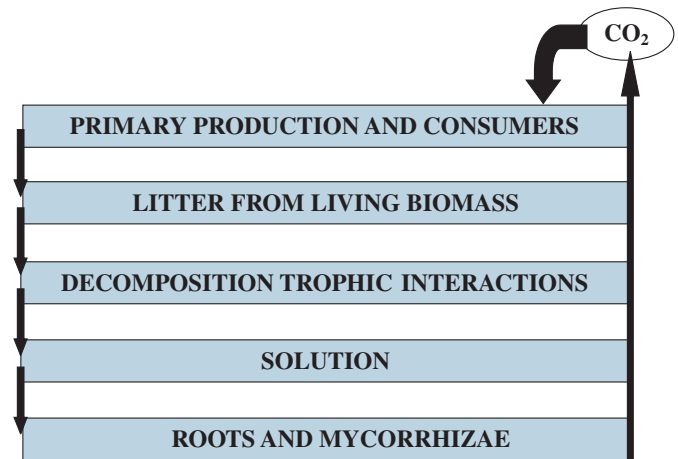 CO₂
PRIMARY PRODUCTION AND CONSUMERS
LITTER FROM LIVING BIOMASS
DECOMPOSITION TROPHIC INTERACTIONS
SOLUTION
ROOTS AND MYCORRHIZAE